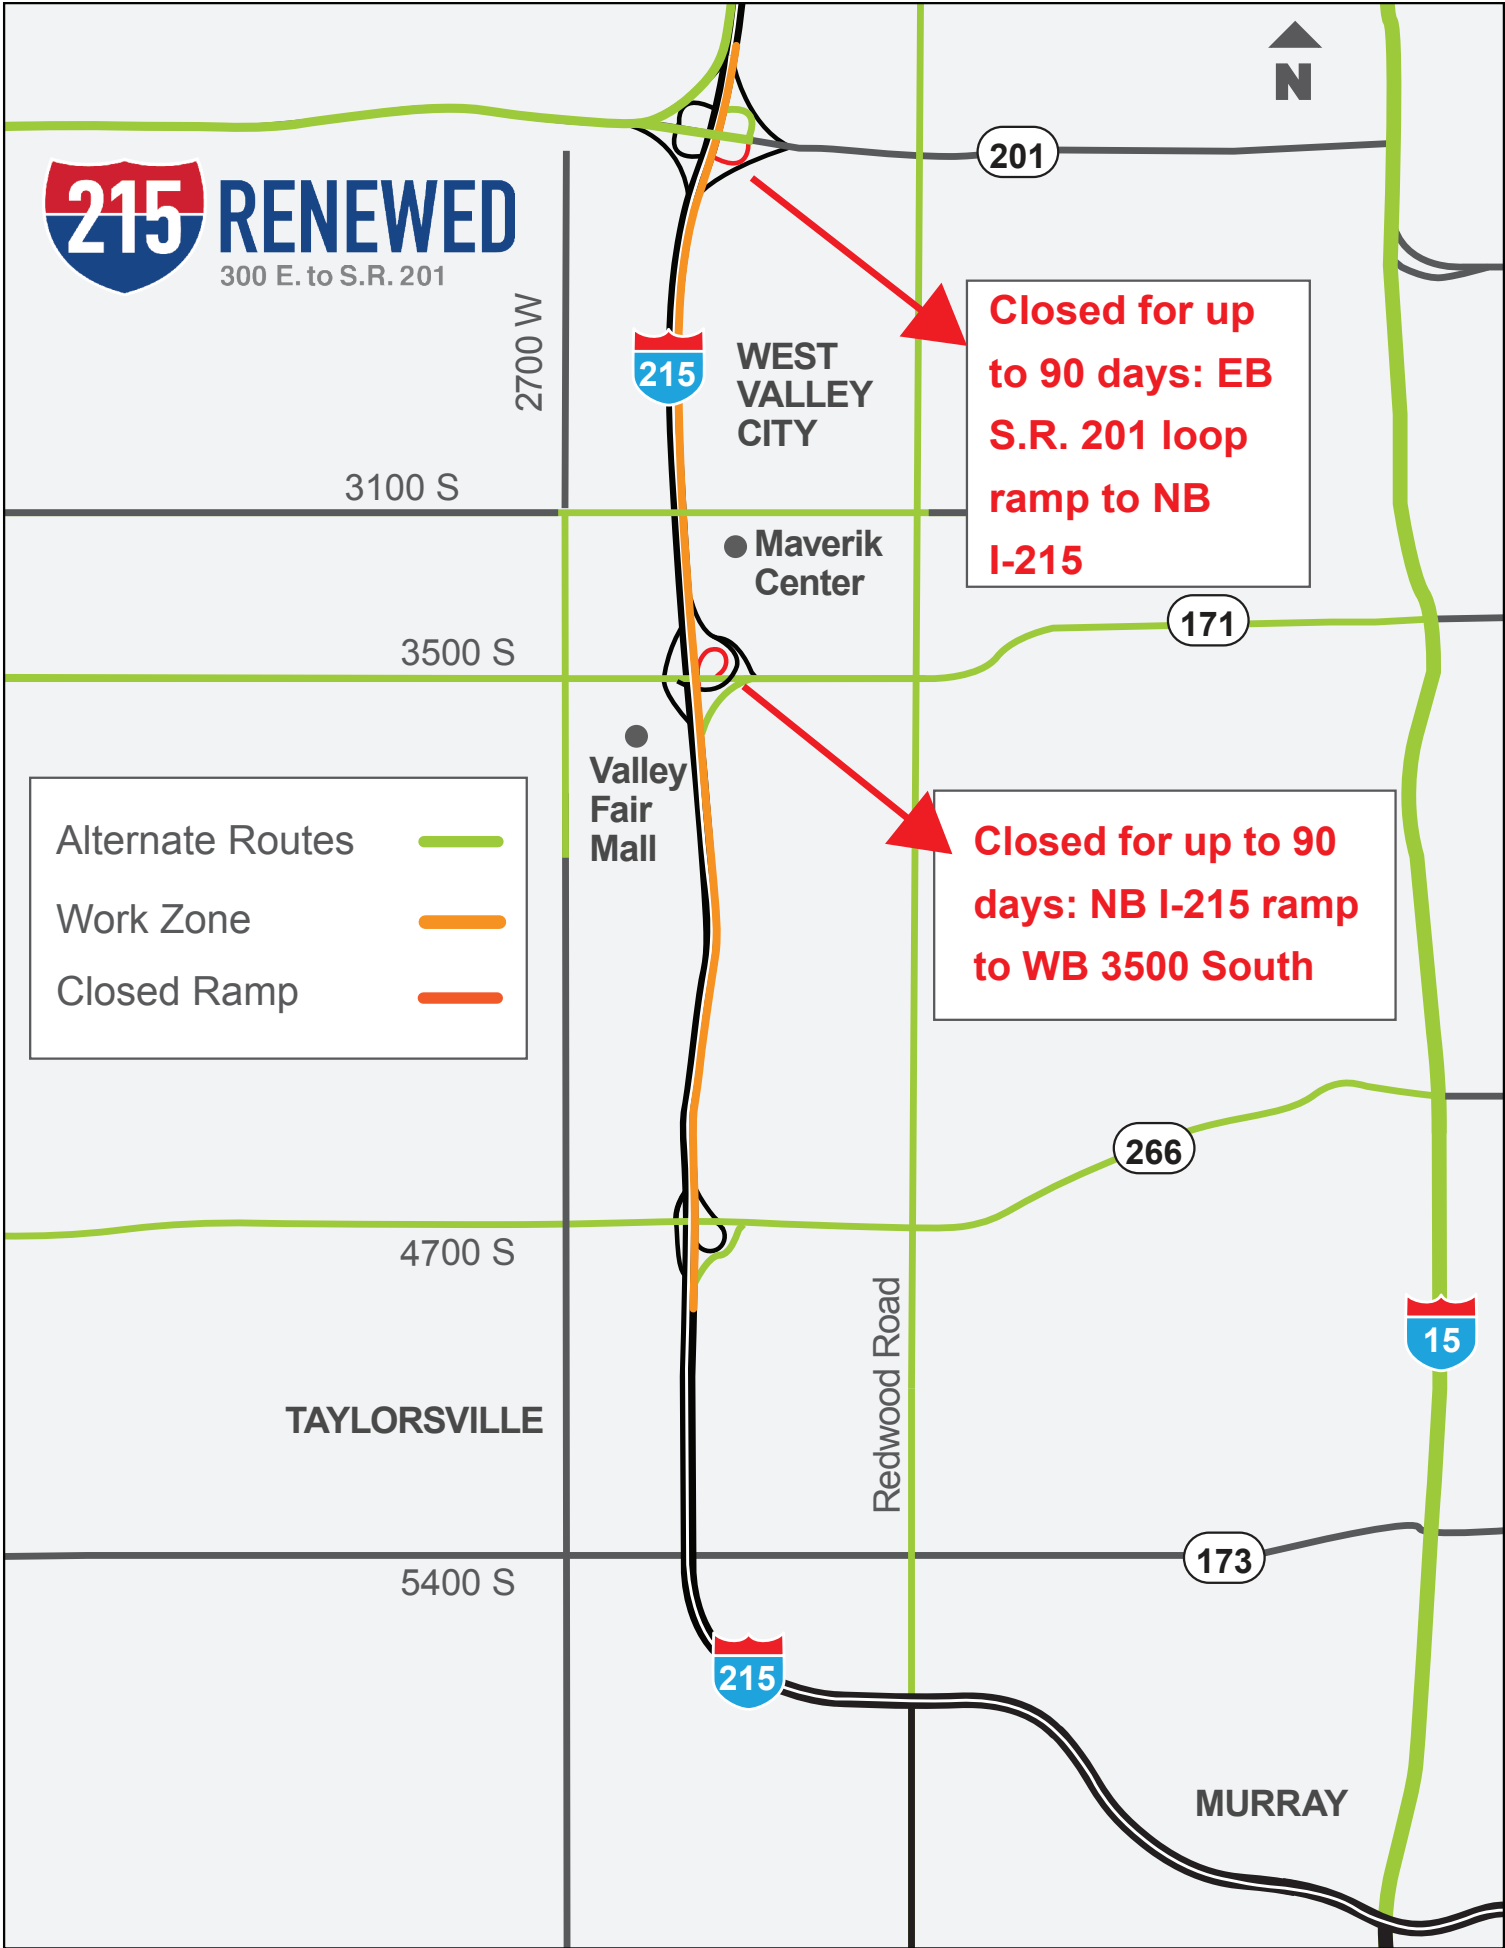 N
201
215 RENEWED
300 E. to S.R. 201
2700 W
215
WEST
VALLEY
CITY
Closed for up
to 90 days: EB
S.R. 201 loop
ramp to NB
I-215
3100 S
Maverik
Center
171
3500 S
Valley
Fair
Mall
Alternate Routes
Work Zone
Closed Ramp
Closed for up to 90
days: NB I-215 ramp
to WB 3500 South
266
4700 S
Redwood Road
15
TAYLORSVILLE
173
5400 S
215
MURRAY